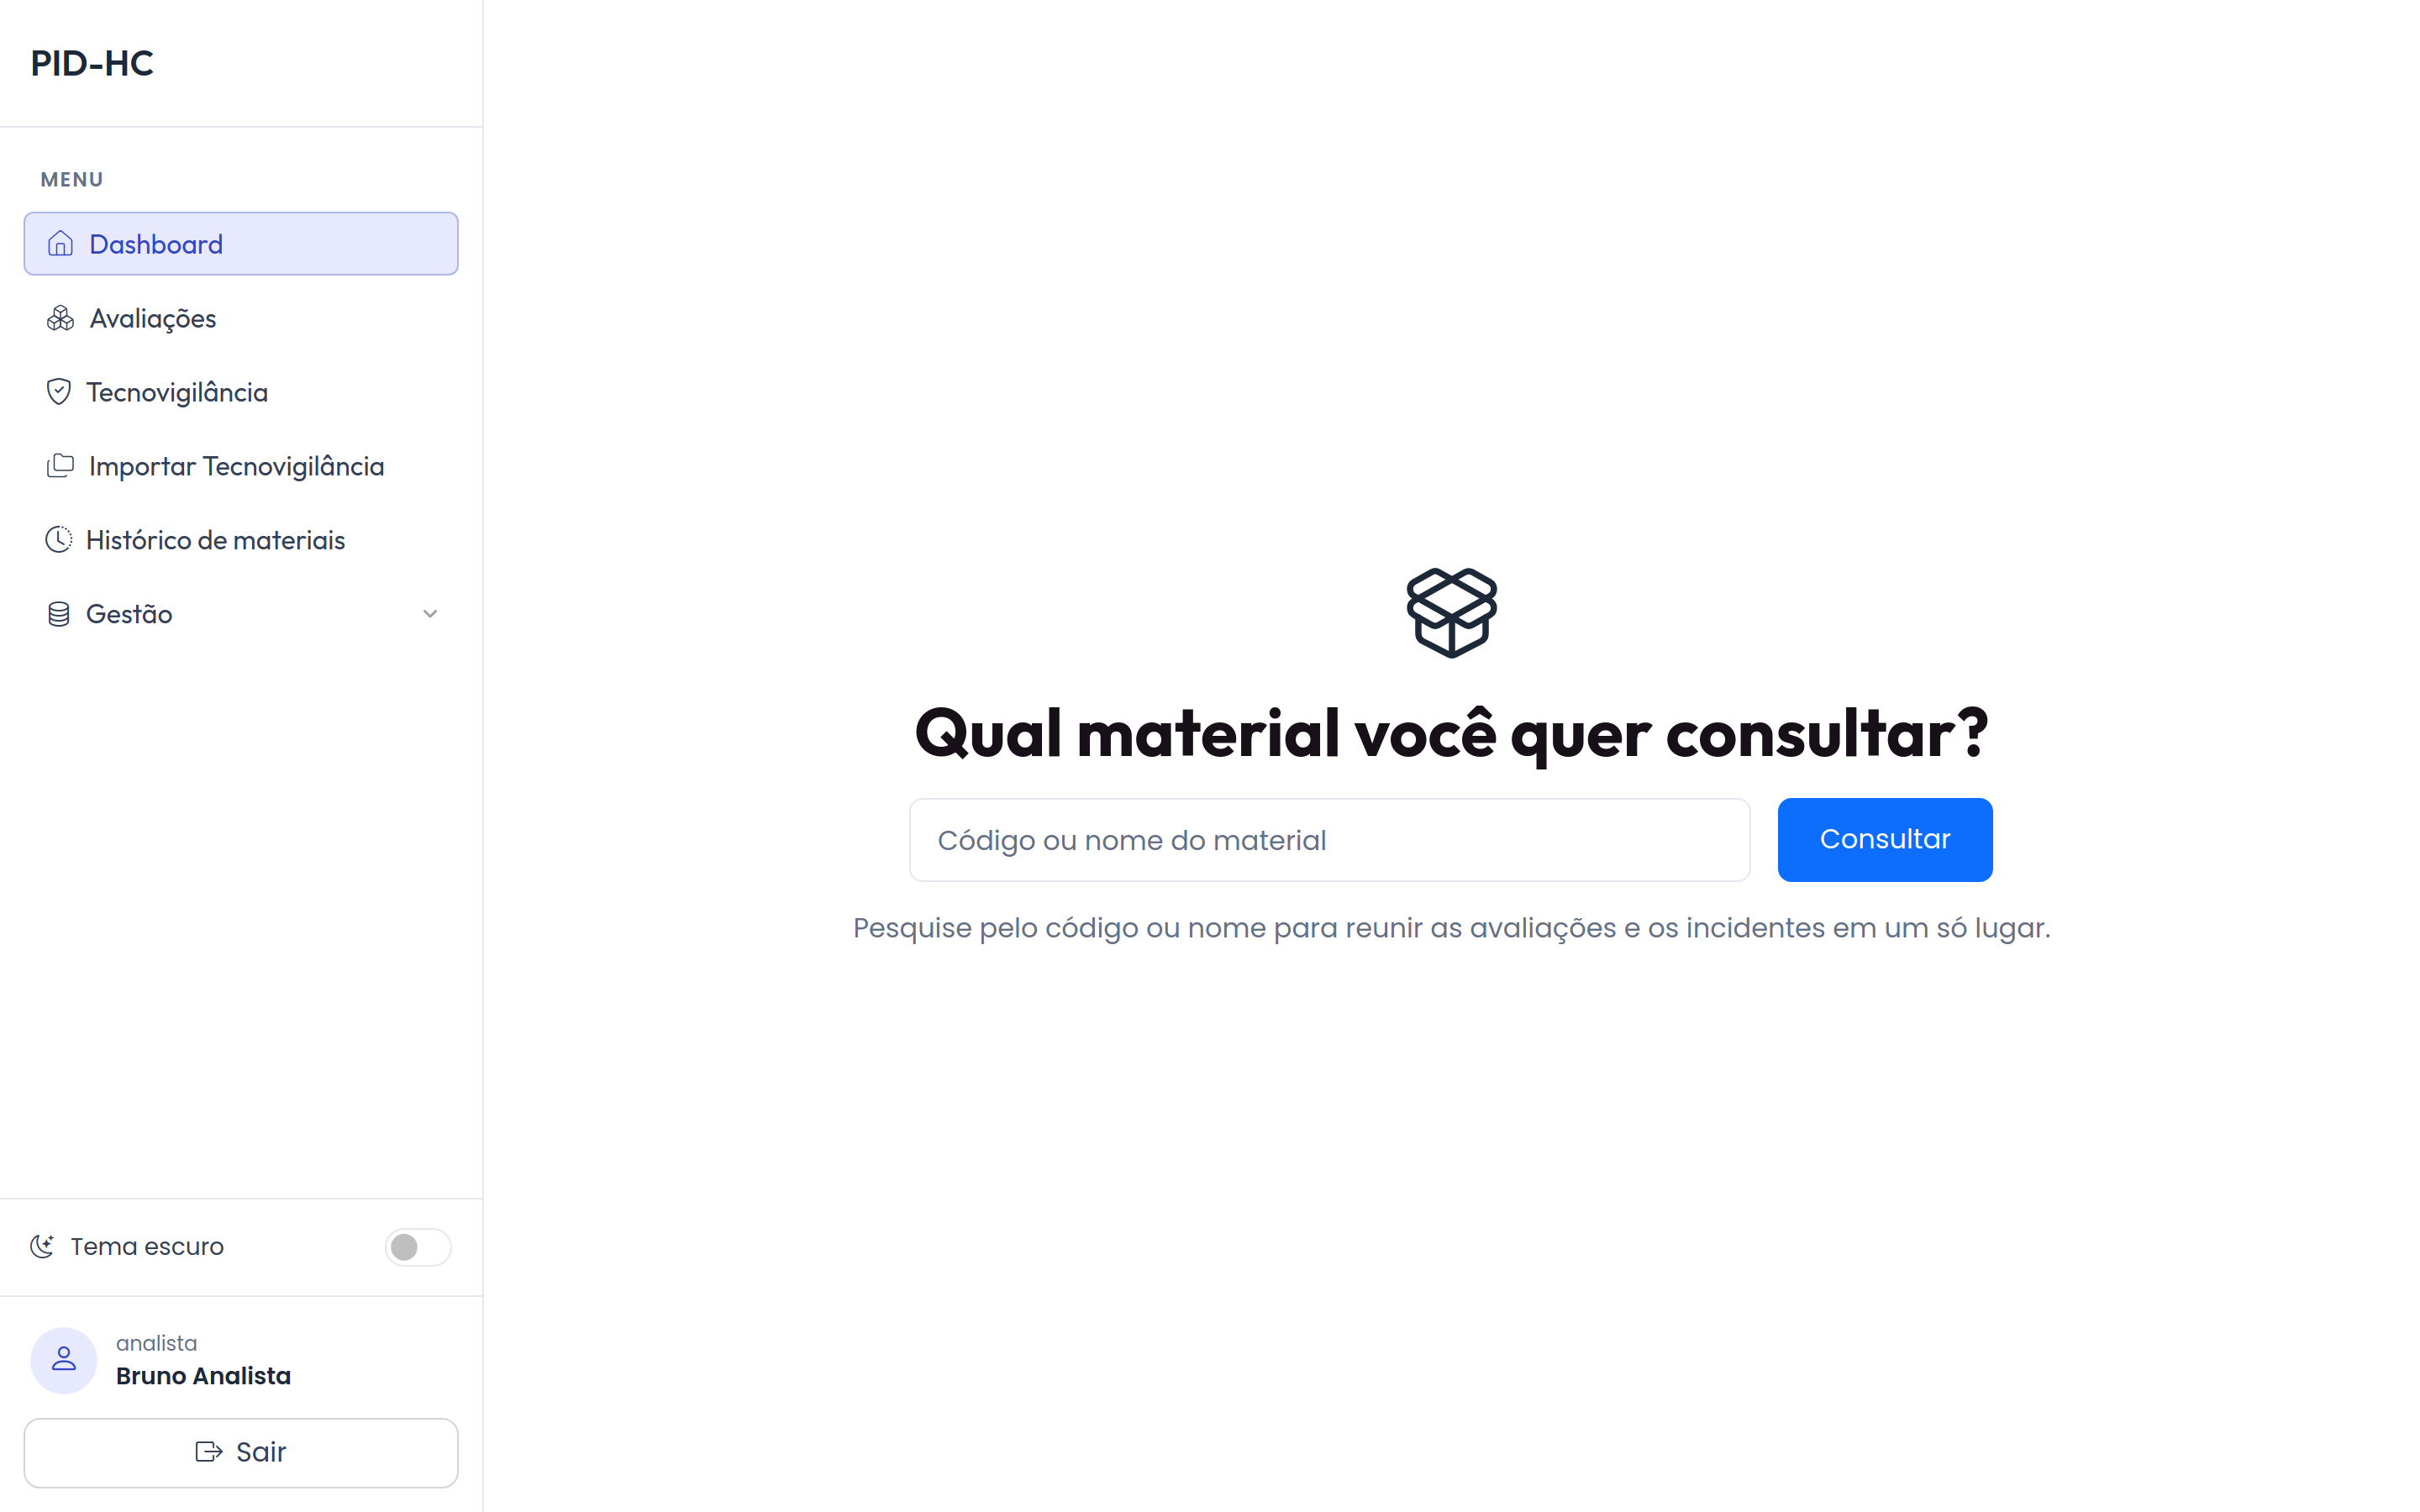 PID-HC
MENU
Dashboard
Avaliações
Tecnovigilância
Importar Tecnovigilância
Histórico de materiais
Gestão
Qual material você quer consultar?
Código ou nome do material
Consultar
Pesquise pelo código ou nome para reunir as avaliações e os incidentes em um só lugar.
Tema escuro
analista
Bruno Analista
Sair